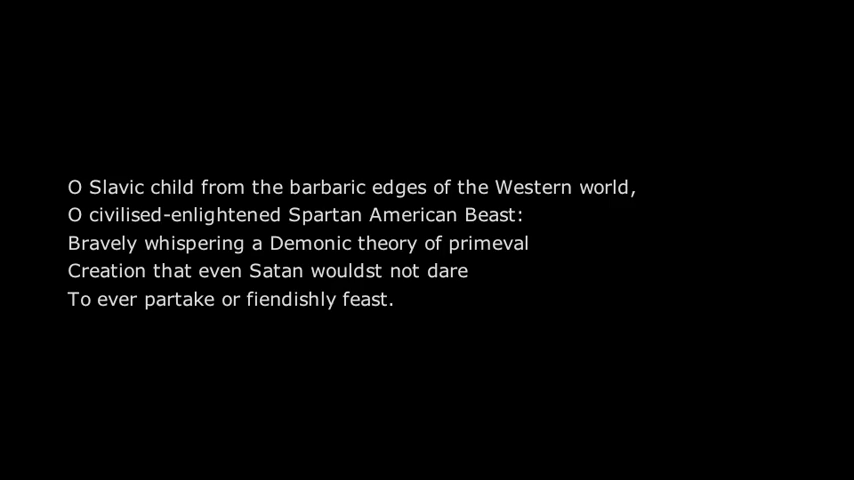 O Slavic child from the barbaric edges of the Western world,
O civilised-enlightened Spartan American Beast:
Bravely whispering a Demonic theory of primeval
Creation that even Satan wouldst not dare
To ever partake or fiendishly feast.